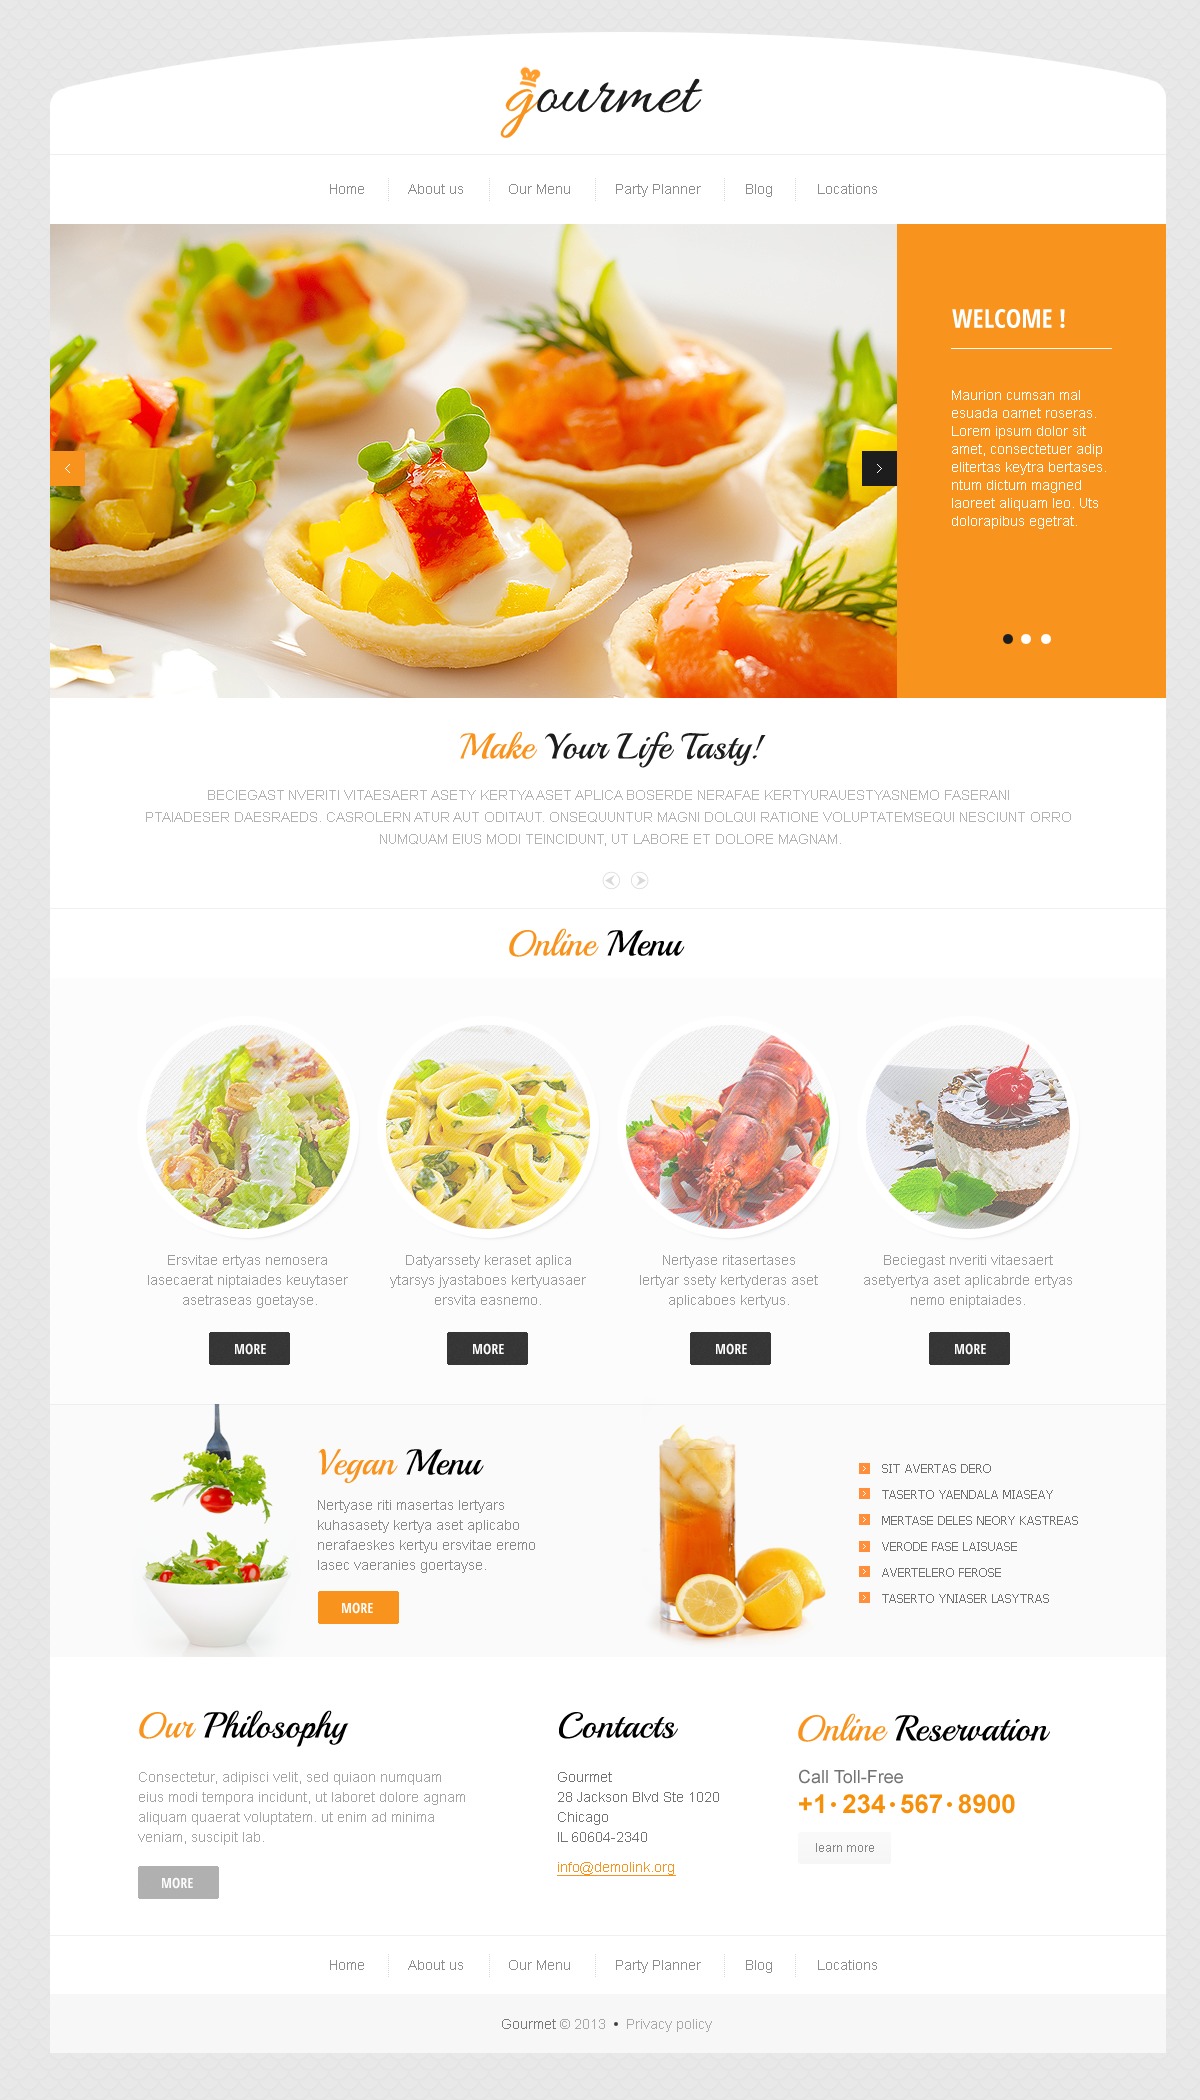 gourmet
Home
About us
Our Menu
Party Planner
Blog
Locations
WELCOME !
Maurion cumsan mal
esuada oamet roseras.
Lorem ipsum dolor sit
amet, consectetuer adip
elitertas keytra bertases.
ntum dictum magned
laoreet aliquam leo. Uts
dolorapibus egetrat.
Make Your Life Tasty!
BECIEGAST NVERITI VITAESAERT ASETY KERTYA ASET APLICA BOSERDE NERAFAE KERTYURAUESTYASNEMO FASERANI
PTAIADESER DAESRAEDS. CASROLERN ATUR AUT ODITAUT. ONSEQUUNTUR MAGNI DOLQUI RATIONE VOLUPTATEMSEQUI NESCIUNT ORRO
NUMQUAM EIUS MODI TEINCIDUNT, UT LABORE ET DOLORE MAGNAM.
Online Menu
Ersvitae ertyas nemosera
lasecaerat niptaiades keuytaser
asetraseas goetayse.
MORE
Datyarssety keraset aplica
ytarsys jyastaboes kertyuasaer
ersvita easnemo.
MORE
Nertyase ritasertases
lertyar ssety kertyderas aset
aplicaboes kertyus.
MORE
Beciegast nveriti vitaesaert
asetyertya aset aplicabrde ertyas
nemo eniptaiades.
MORE
Vegan Menu
Nertyase riti masertas lertyars
kuhasasety kertya aset aplicabo
nerafaeskes kertyu ersvitae eremo
lasec vaeranies goertayse.
MORE
SIT AVERTAS DERO
TASERTO YAENDALA MIASEAY
MERTASE DELES NEORY KASTREAS
VERODE FASE LAISUASE
AVERTELERO FEROSE
TASERTO YNIASER LASYTRAS
Our Philosophy
Consectetur, adipisci velit, sed quiaon numquam
eius modi tempora incidunt, ut laboret dolore agnam
aliquam quaerat voluptatem. ut enim ad minima
veniam, suscipit lab.
MORE
Contacts
Gourmet
28 Jackson Blvd Ste 1020
Chicago
IL 60604-2340
info@demolink.org
Online Reservation
Call Toll-Free
+1 • 234 • 567 • 8900
learn more
Home
About us
Our Menu
Party Planner
Blog
Locations
Gourmet © 2013 • Privacy policy